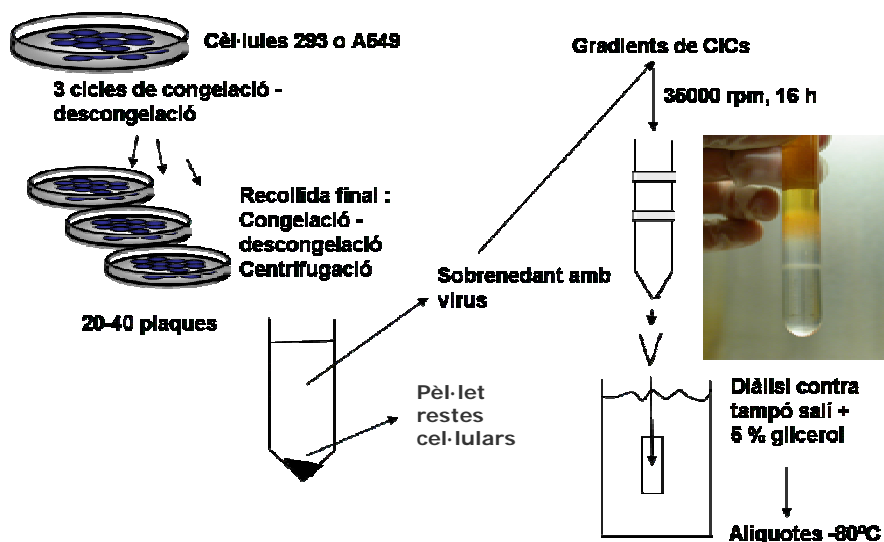 Cèl·lules 293 o A549
3 cicles de congelació -
descongelació
20-40 plaques
Recollida final :
Congelació -
descongelació
Centrifugació
Sobrenedant amb
virus
Pèl·let
restes
cel·lulars
Gradients de ClCs
35000 rpm, 16 h
Diàlisi contra
tampó salí +
5 % glicerol
Aliquotes -80ºC